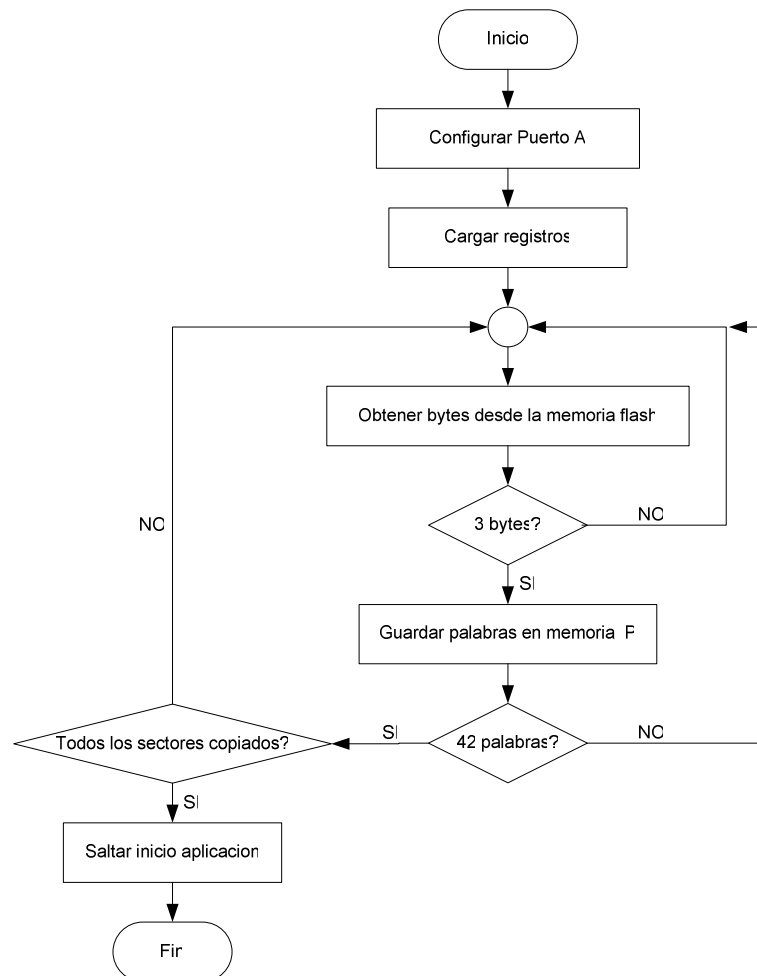 Inicio
Configurar Puerto A
Cargar registros
Obtener bytes desde la memoria flash
3 bytes?
NO
NO
SI
Guardar palabras en memoria P
Todos los sectores copiados?
SI
42 palabras?
NO
SI
Saltar inicio aplicacion
Fin